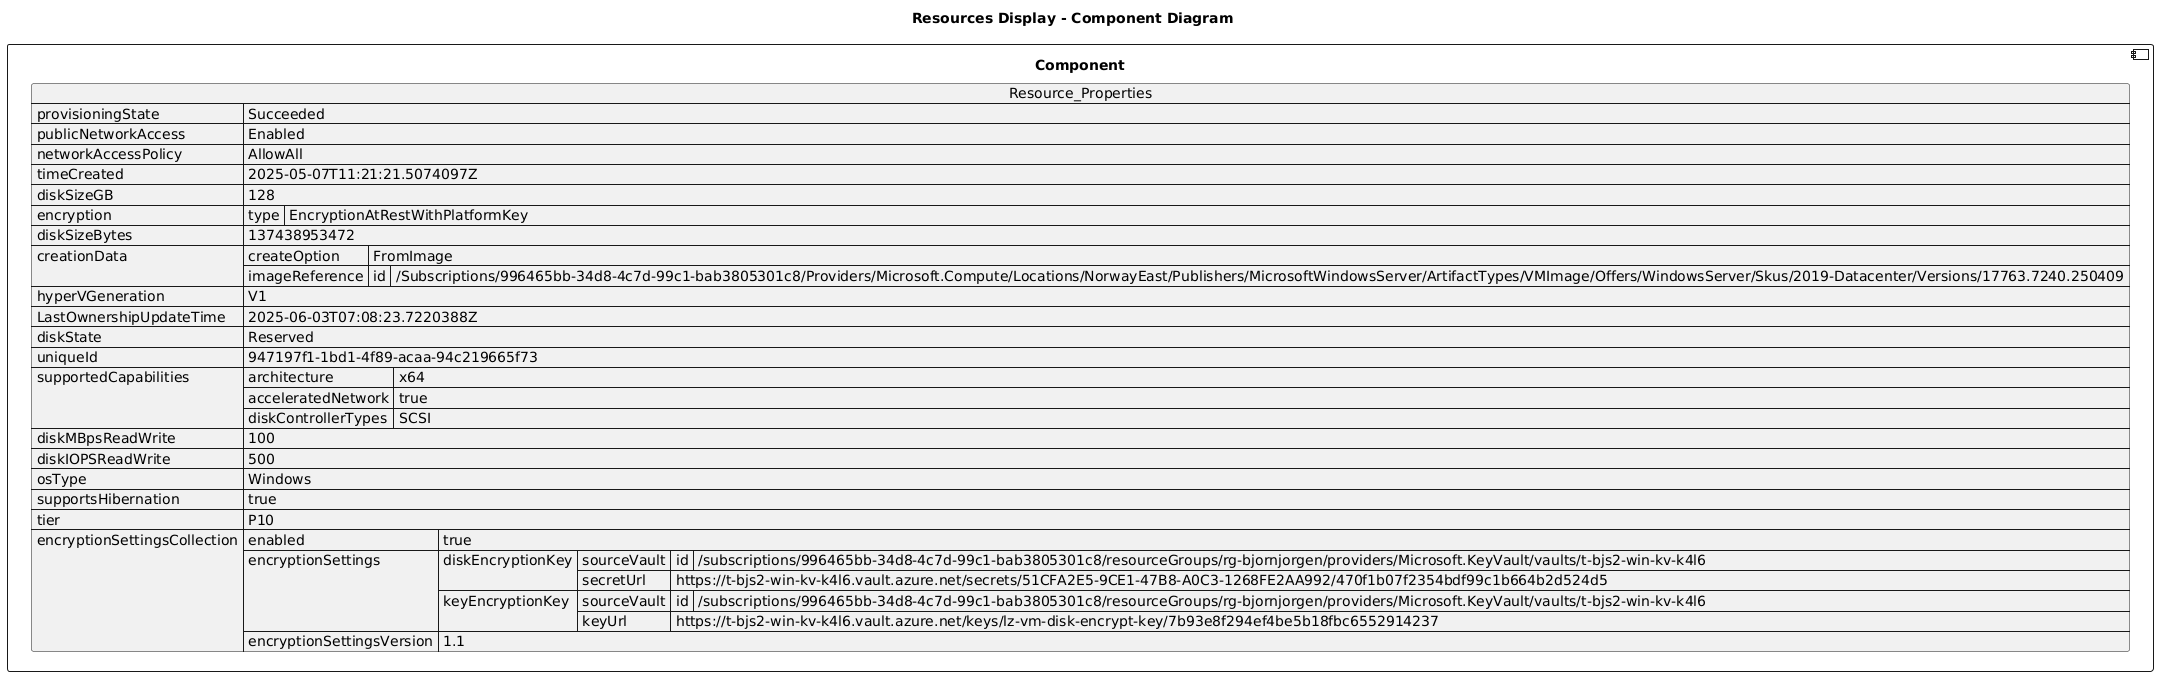 Resources Display - Component Diagram
Component
Resource_Properties
provisioningState Succeeded
publicNetworkAccess Enabled
networkAccessPolicy AllowAll
timeCreated 2025-05-07T11:21:21.5074097Z
diskSizeGB 128
encryption type EncryptionAtRestWithPlatformKey
diskSizeBytes 137438953472
creationData createOption FromImage
imageReference id /Subscriptions/996465bb-34d8-4c7d-99c1-bab3805301c8/Providers/Microsoft.Compute/Locations/NorwayEast/Publishers/MicrosoftWindowsServer/ArtifactTypes/VMImage/Offers/WindowsServer/Skus/2019-Datacenter/Versions/17763.7240.250409
hyperVGeneration V1
LastOwnershipUpdateTime 2025-06-03T07:08:23.7220388Z
diskState Reserved
uniqueId 947197f1-1bd1-4f89-acaa-94c219665f73
supportedCapabilities architecture x64
acceleratedNetwork true
diskControllerTypes SCSI
diskMBpsReadWrite 100
diskIOPSReadWrite 500
osType Windows
supportsHibernation true
tier P10
encryptionSettingsCollection enabled true
encryptionSettings diskEncryptionKey sourceVault id /subscriptions/996465bb-34d8-4c7d-99c1-bab3805301c8/resourceGroups/rg-bjornjorgen/providers/Microsoft.KeyVault/vaults/t-bjs2-win-kv-k4l6
secretUrl https://t-bjs2-win-kv-k4l6.vault.azure.net/secrets/51CFA2E5-9CE1-47B8-A0C3-1268FE2AA992/470f1b07f2354bdf99c1b664b2d524d5
keyEncryptionKey sourceVault id /subscriptions/996465bb-34d8-4c7d-99c1-bab3805301c8/resourceGroups/rg-bjornjorgen/providers/Microsoft.KeyVault/vaults/t-bjs2-win-kv-k4l6
keyUrl https://t-bjs2-win-kv-k4l6.vault.azure.net/keys/lz-vm-disk-encrypt-key/7b93e8f294ef4be5b18fbc6552914237
encryptionSettingsVersion 1.1